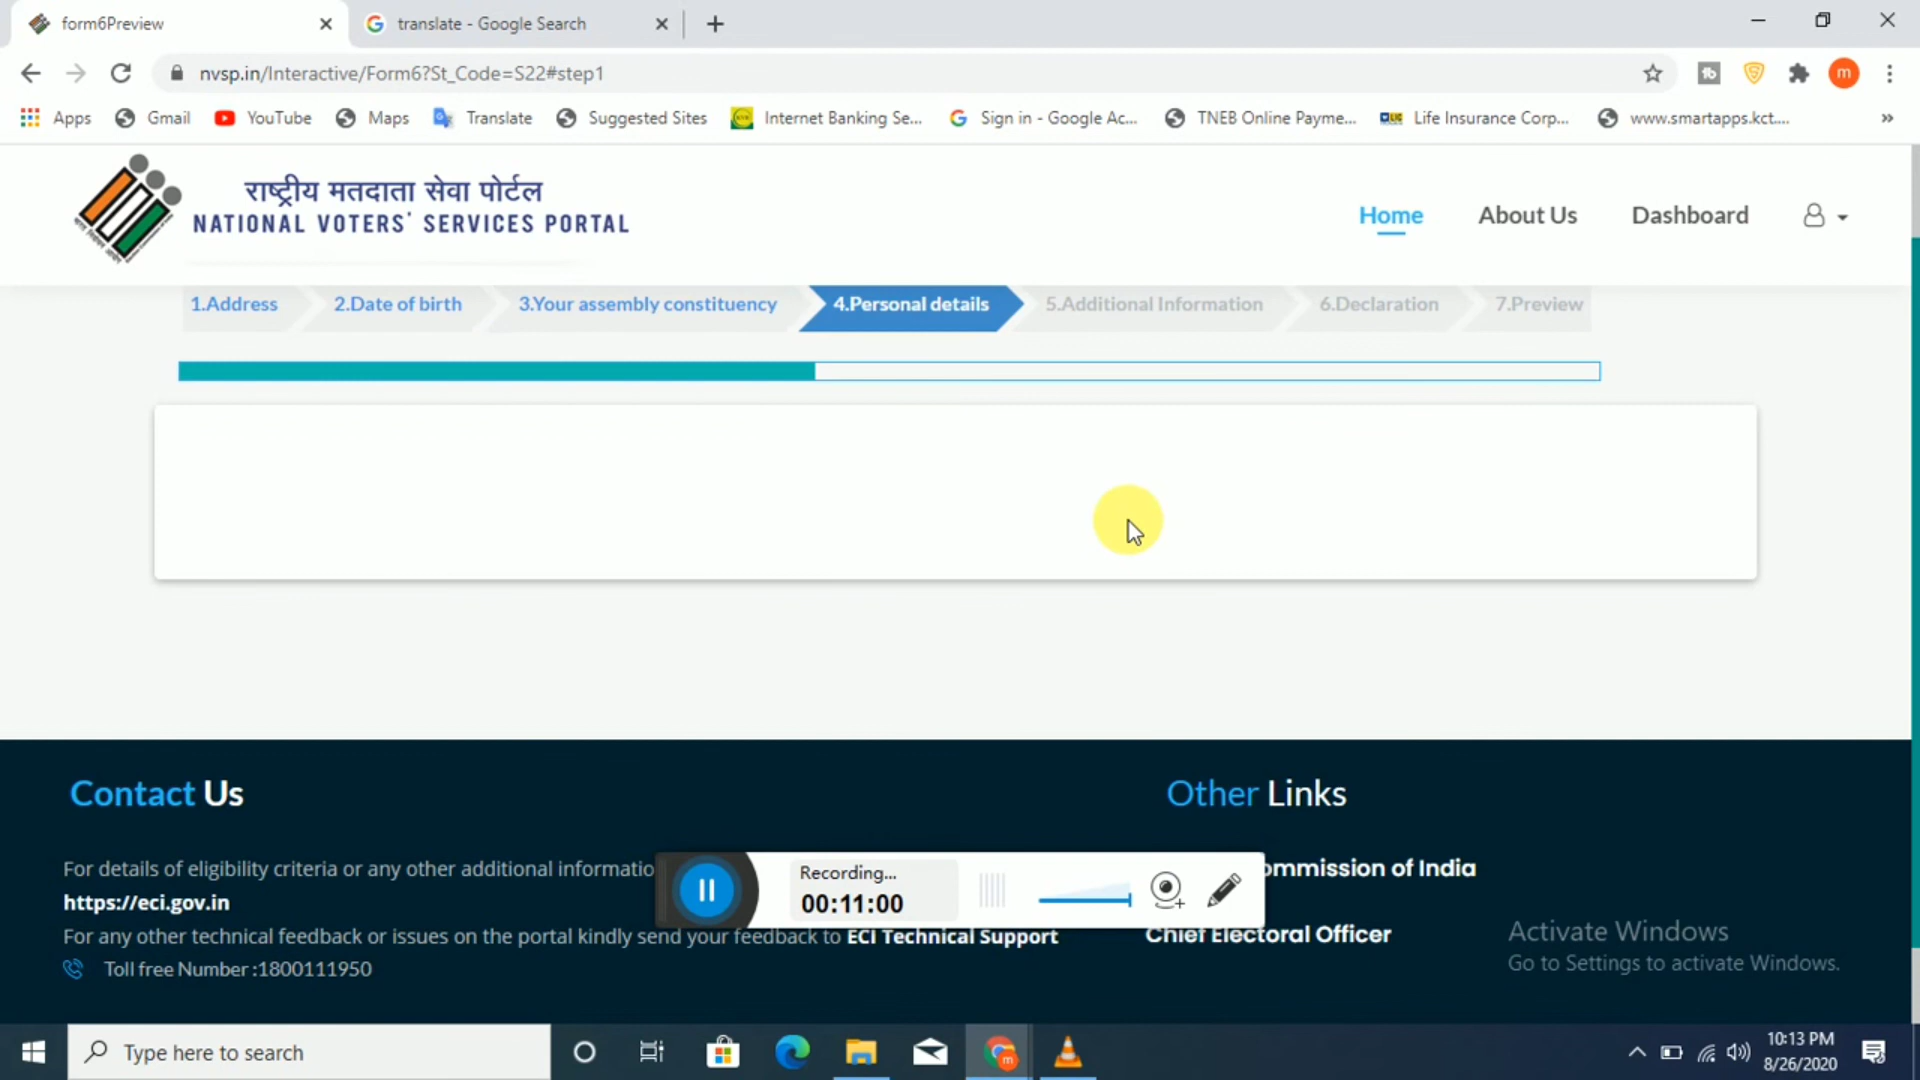 form6Preview
translate - Google Search
nvsp.in/Interactive/Form6?St_Code=S22#step1
m
Apps
Gmail
YouTube
Maps
Translate
Suggested Sites
Internet Banking Se...
Sign in - Google Ac...
TNEB Online Payme...
Life Insurance Corp...
www.smartapps.kct....
»
राष्ट्रीय मतदाता सेवा पोर्टल
NATIONAL VOTERS' SERVICES PORTAL
Home
About Us
Dashboard
1.Address
2.Date of birth
3.Your assembly constituency
4.Personal details
5.Additional Information
6.Declaration
7.Preview
Contact Us
Other Links
For details of eligibility criteria or any other additional informatio
ommission of India
https://eci.gov.in
For any other technical feedback or issues on the portal kindly send your feedback to ECI Technical Support
Chief Electoral Officer
Toll free Number :1800111950
Recording...
00:11:00
Activate Windows
Go to Settings to activate Windows.
Type here to search
10:13 PM
8/26/2020